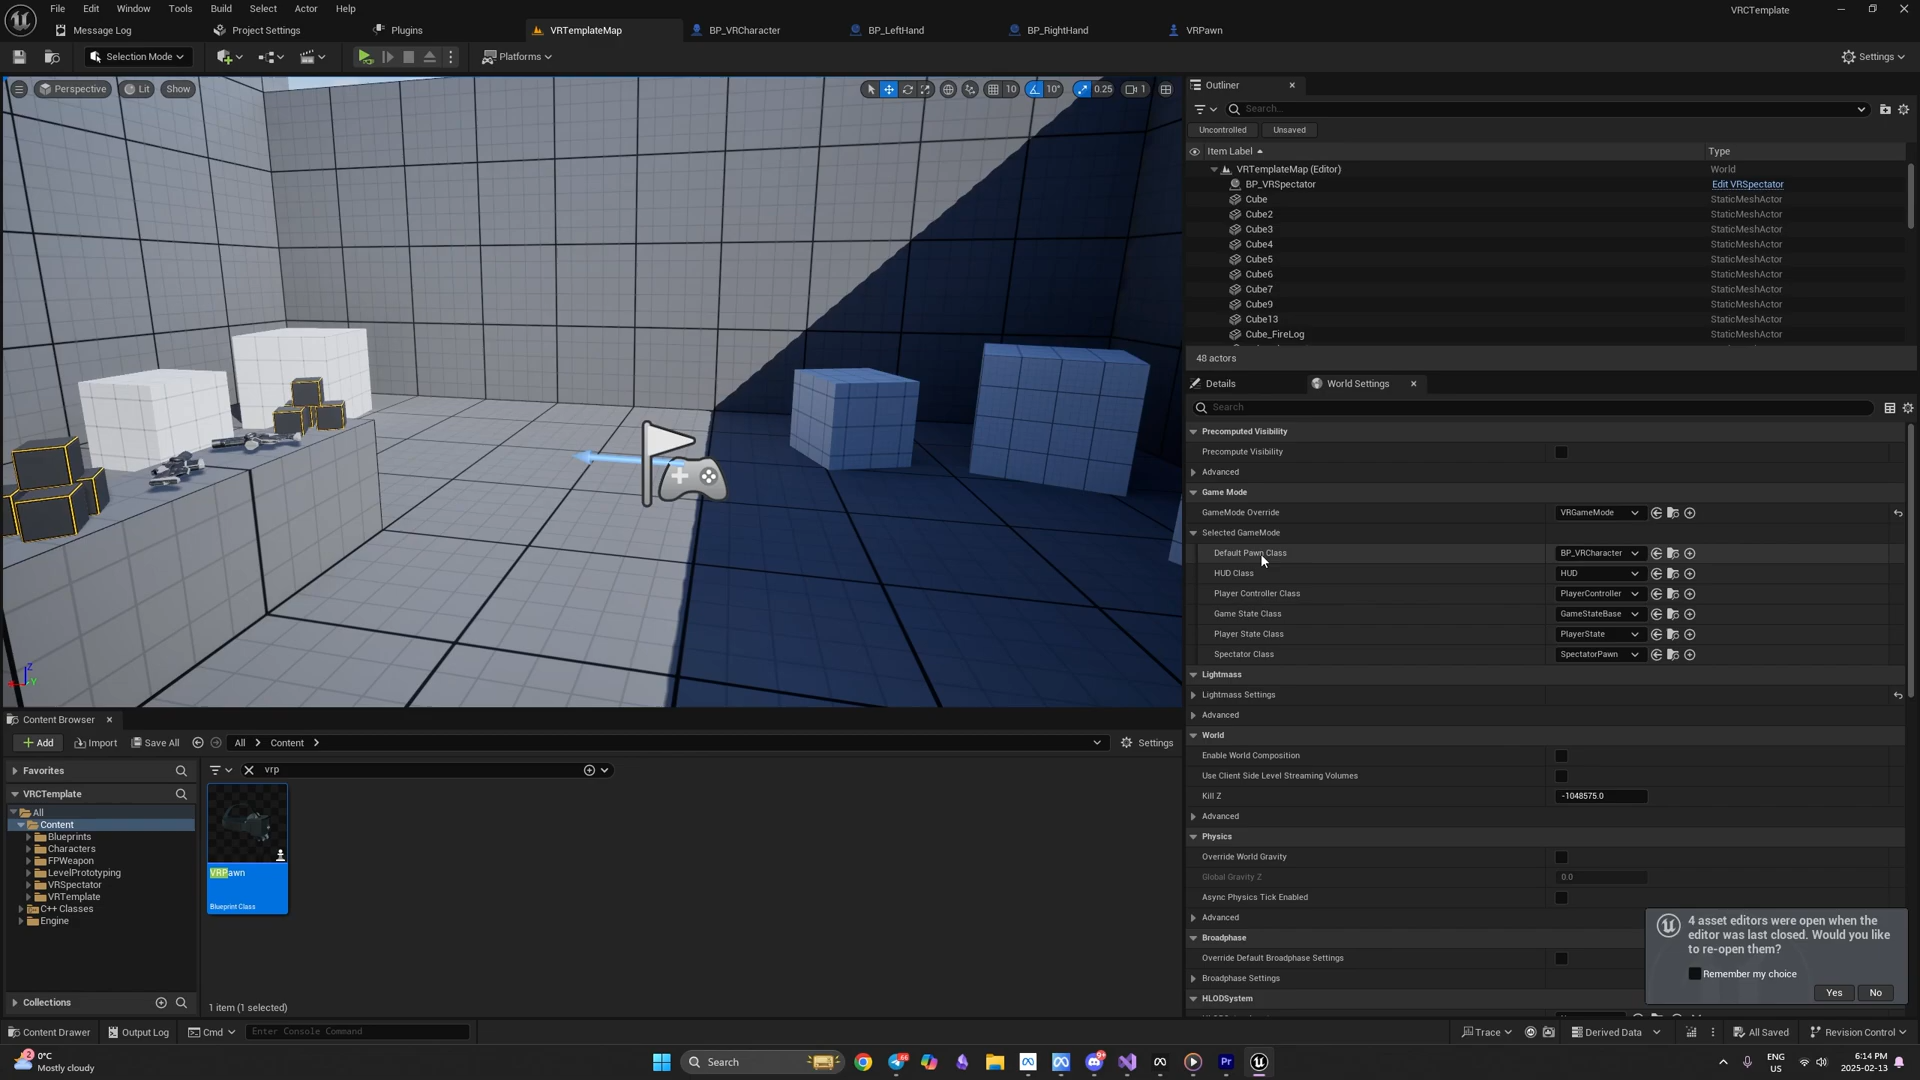 File Edit Window Tools Build Select Actor Help
VRCTemplate
Message Log Project Settings Plugins VRTemplateMap BP_VRCharacter BP_LeftHand BP_RightHand VRPawn
Selection Mode Platforms Settings
Perspective Lit Show 10 10° 0.25 1
Outliner
Search...
Uncontrolled Unsaved
Item Label Type
VRTemplateMap (Editor) World
BP_VRSpectator Edit VRSpectator
Cube StaticMeshActor
Cube2 StaticMeshActor
Cube3 StaticMeshActor
Cube4 StaticMeshActor
Cube5 StaticMeshActor
Cube6 StaticMeshActor
Cube7 StaticMeshActor
Cube9 StaticMeshActor
Cube13 StaticMeshActor
Cube_FireLog StaticMeshActor
48 actors
Details World Settings
Search
Precomputed Visibility
Precompute Visibility
Advanced
Game Mode
GameMode Override VRGameMode
Selected GameMode
Default Pawn Class BP_VRCharacter
HUD Class HUD
Player Controller Class PlayerController
Game State Class GameStateBase
Player State Class PlayerState
Spectator Class SpectatorPawn
Lightmass
Lightmass Settings
Advanced
World
Enable World Composition
Use Client Side Level Streaming Volumes
Kill Z -1048575.0
Advanced
Physics
Override World Gravity
Global Gravity Z 0.0
Async Physics Tick Enabled
Advanced
Broadphase
Override Default Broadphase Settings
Broadphase Settings
HLODSystem
4 asset editors were open when the
editor was last closed. Would you like
to re-open them?
Remember my choice
Yes No
Z
Y
Content Browser
Add Import Save All All Content Settings
Favorites
VRCTemplate
All
Content
Blueprints
Characters
FPWeapon
LevelPrototyping
VRSpectator
VRTemplate
C++ Classes
Engine
Collections
vrp
VRPawn
Blueprint Class
1 item (1 selected)
Content Drawer Output Log Cmd Enter Console Command Trace Derived Data All Saved Revision Control
0°C
Mostly cloudy
Search
ENG
US
6:14 PM
2025-02-13